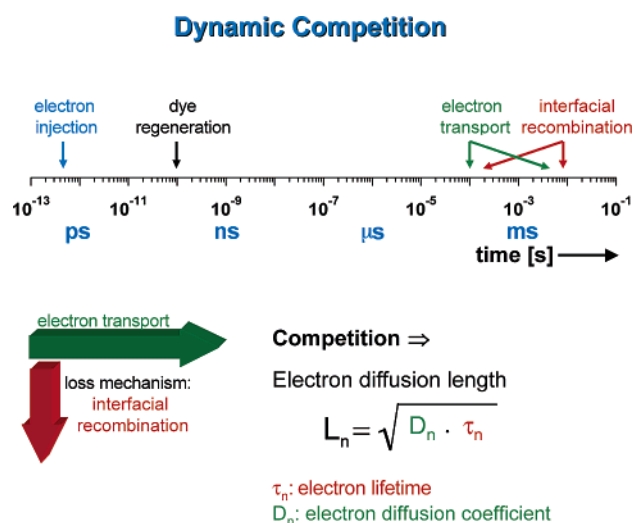 Dynamic Competition
electron
injection
dye
regeneration
electron
transport
interfacial
recombination
10⁻¹³ 10⁻¹¹ 10⁻⁹ 10⁻⁷ 10⁻⁵ 10⁻³ 10⁻¹
ps ns µs ms
time [s]
electron transport
loss mechanism:
interfacial
recombination
Competition ⇒
Electron diffusion length
Lₙ = √(Dₙ · τₙ)
τₙ: electron lifetime
Dₙ: electron diffusion coefficient